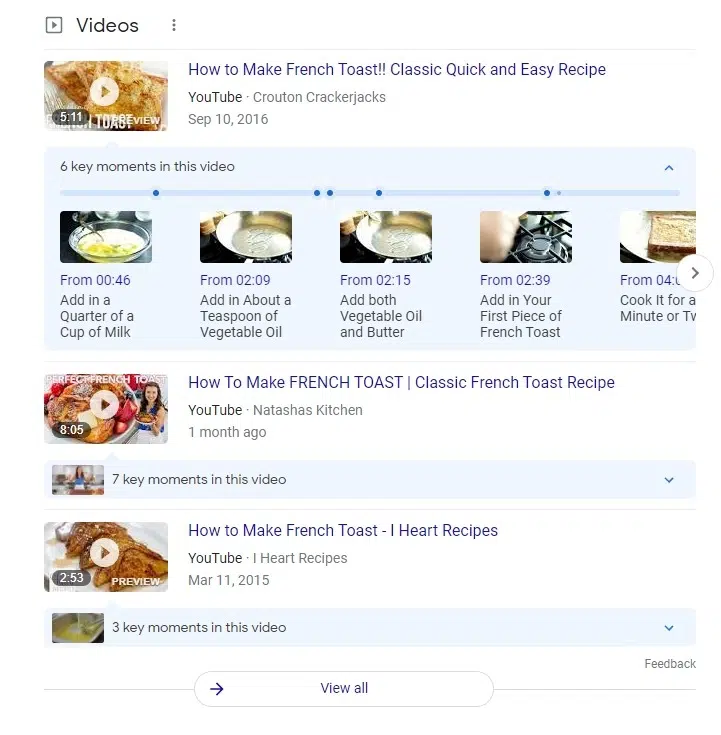 Videos
How to Make French Toast!! Classic Quick and Easy Recipe
YouTube · Crouton Crackerjacks
Sep 10, 2016
5:11
FRENCH TOAST
PREVIEW
6 key moments in this video
From 00:46
Add in a
Quarter of a
Cup of Milk
From 02:09
Add in About a
Teaspoon of
Vegetable Oil
From 02:15
Add both
Vegetable Oil
and Butter
From 02:39
Add in Your
First Piece of
French Toast
From 04:
Cook It for a
Minute or Tw
PERFECT FRENCH TOAST
8:05
How To Make FRENCH TOAST | Classic French Toast Recipe
YouTube · Natashas Kitchen
1 month ago
7 key moments in this video
How to Make French Toast - I Heart Recipes
YouTube · I Heart Recipes
Mar 11, 2015
2:53
PREVIEW
3 key moments in this video
Feedback
View all